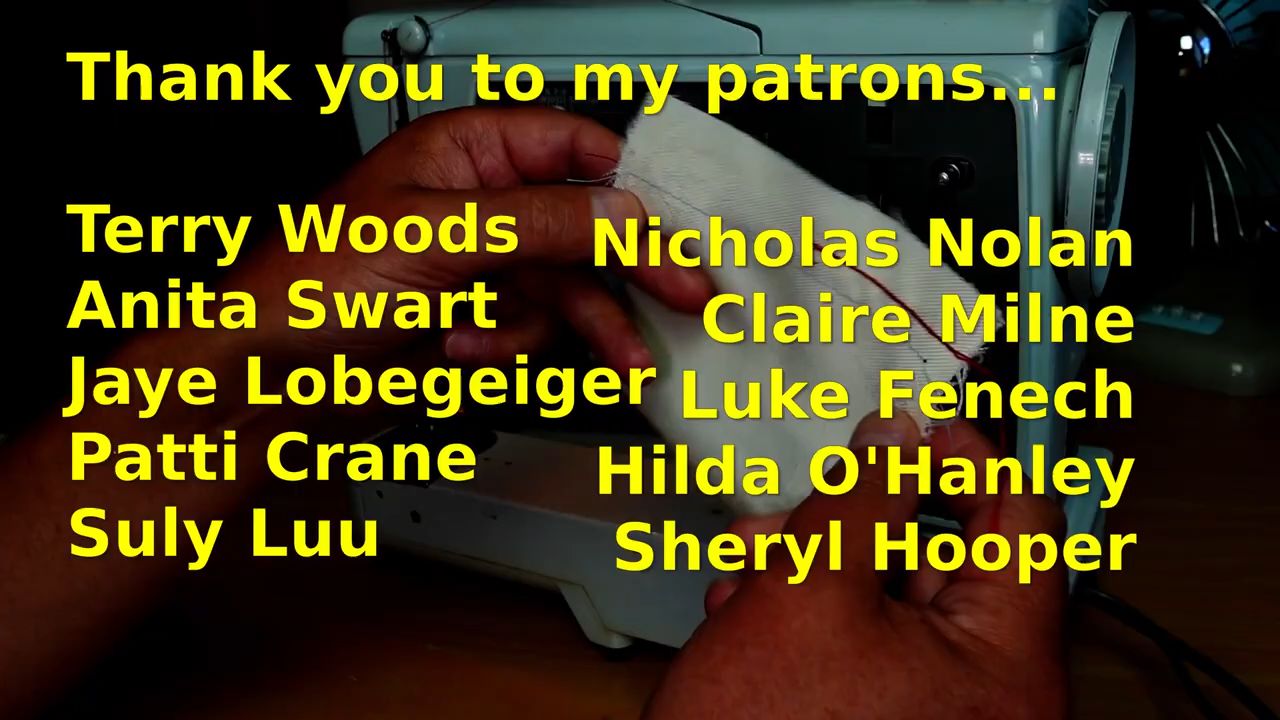 Thank you to my patrons...
Terry Woods
Anita Swart
Jaye Lobegeiger
Patti Crane
Suly Luu
Nicholas Nolan
Claire Milne
Luke Fenech
Hilda O'Hanley
Sheryl Hooper